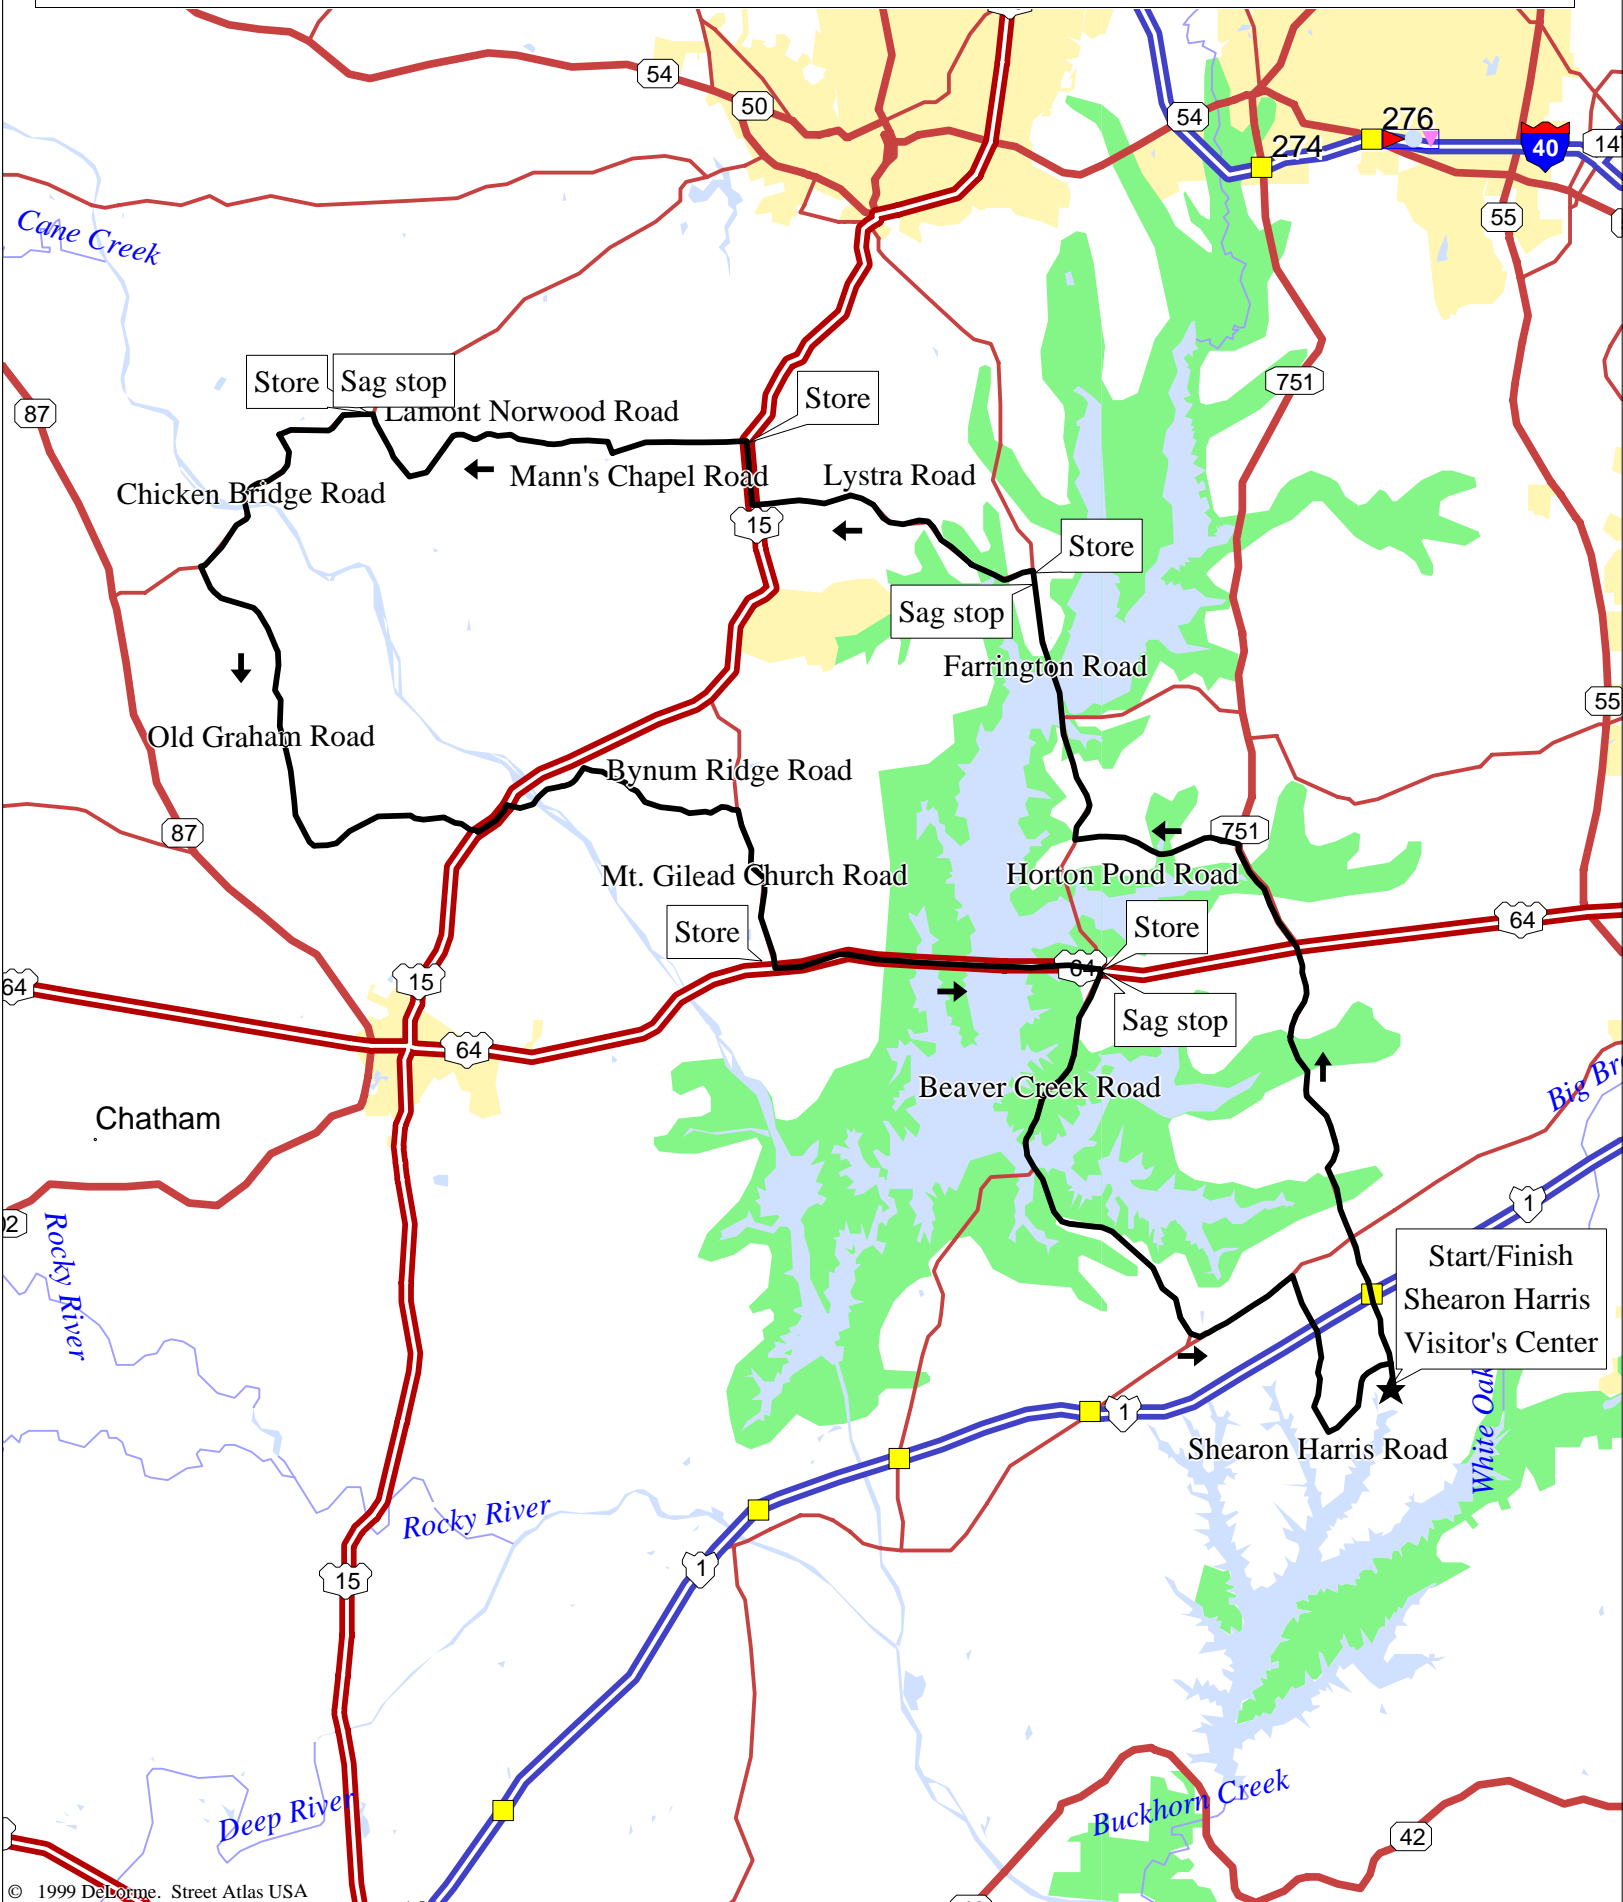 54
50
54
274
276
40
147
55
Cane Creek
751
87
Store
Sag stop
Store
Lamont Norwood Road
Mann's Chapel Road
Lystra Road
Chicken Bridge Road
15
Store
Sag stop
Farrington Road
55
Old Graham Road
Bynum Ridge Road
87
751
Mt. Gilead Church Road
Horton Pond Road
Store
Store
64
64
64
15
64
Sag stop
Beaver Creek Road
Chatham
Big Br
1
02
Rocky River
Start/Finish
Shearon Harris
Visitor's Center
White Oak
1
Shearon Harris Road
Rocky River
1
15
Deep River
Buckhorn Creek
42
© 1999 DeLorme. Street Atlas USA